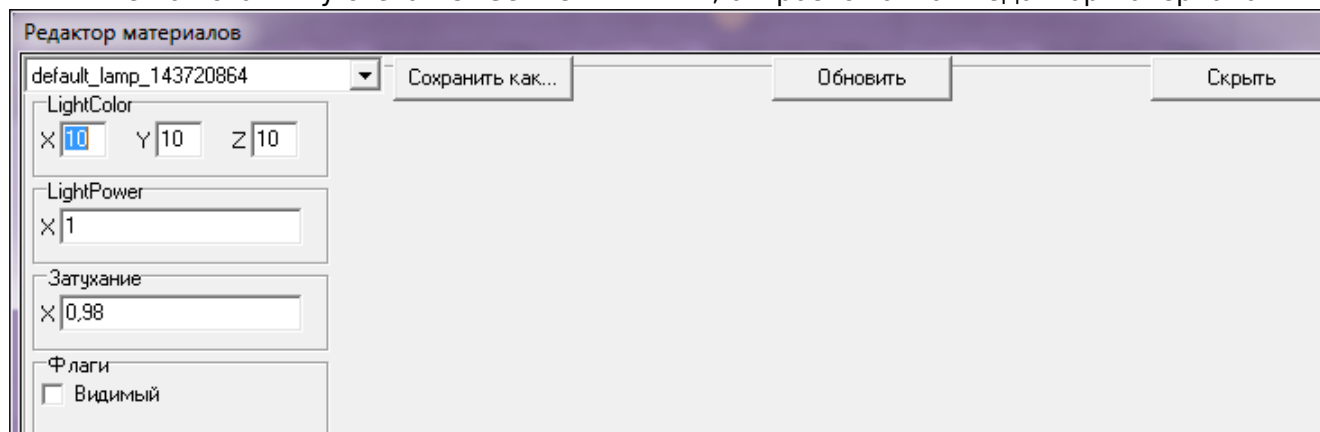 Редактор материалов
default_lamp_143720864 Сохранить как... Обновить Скрыть
LightColor
X 10 Y 10 Z 10
LightPower
X 1
Затухание
X 0,98
Флаги
Видимый